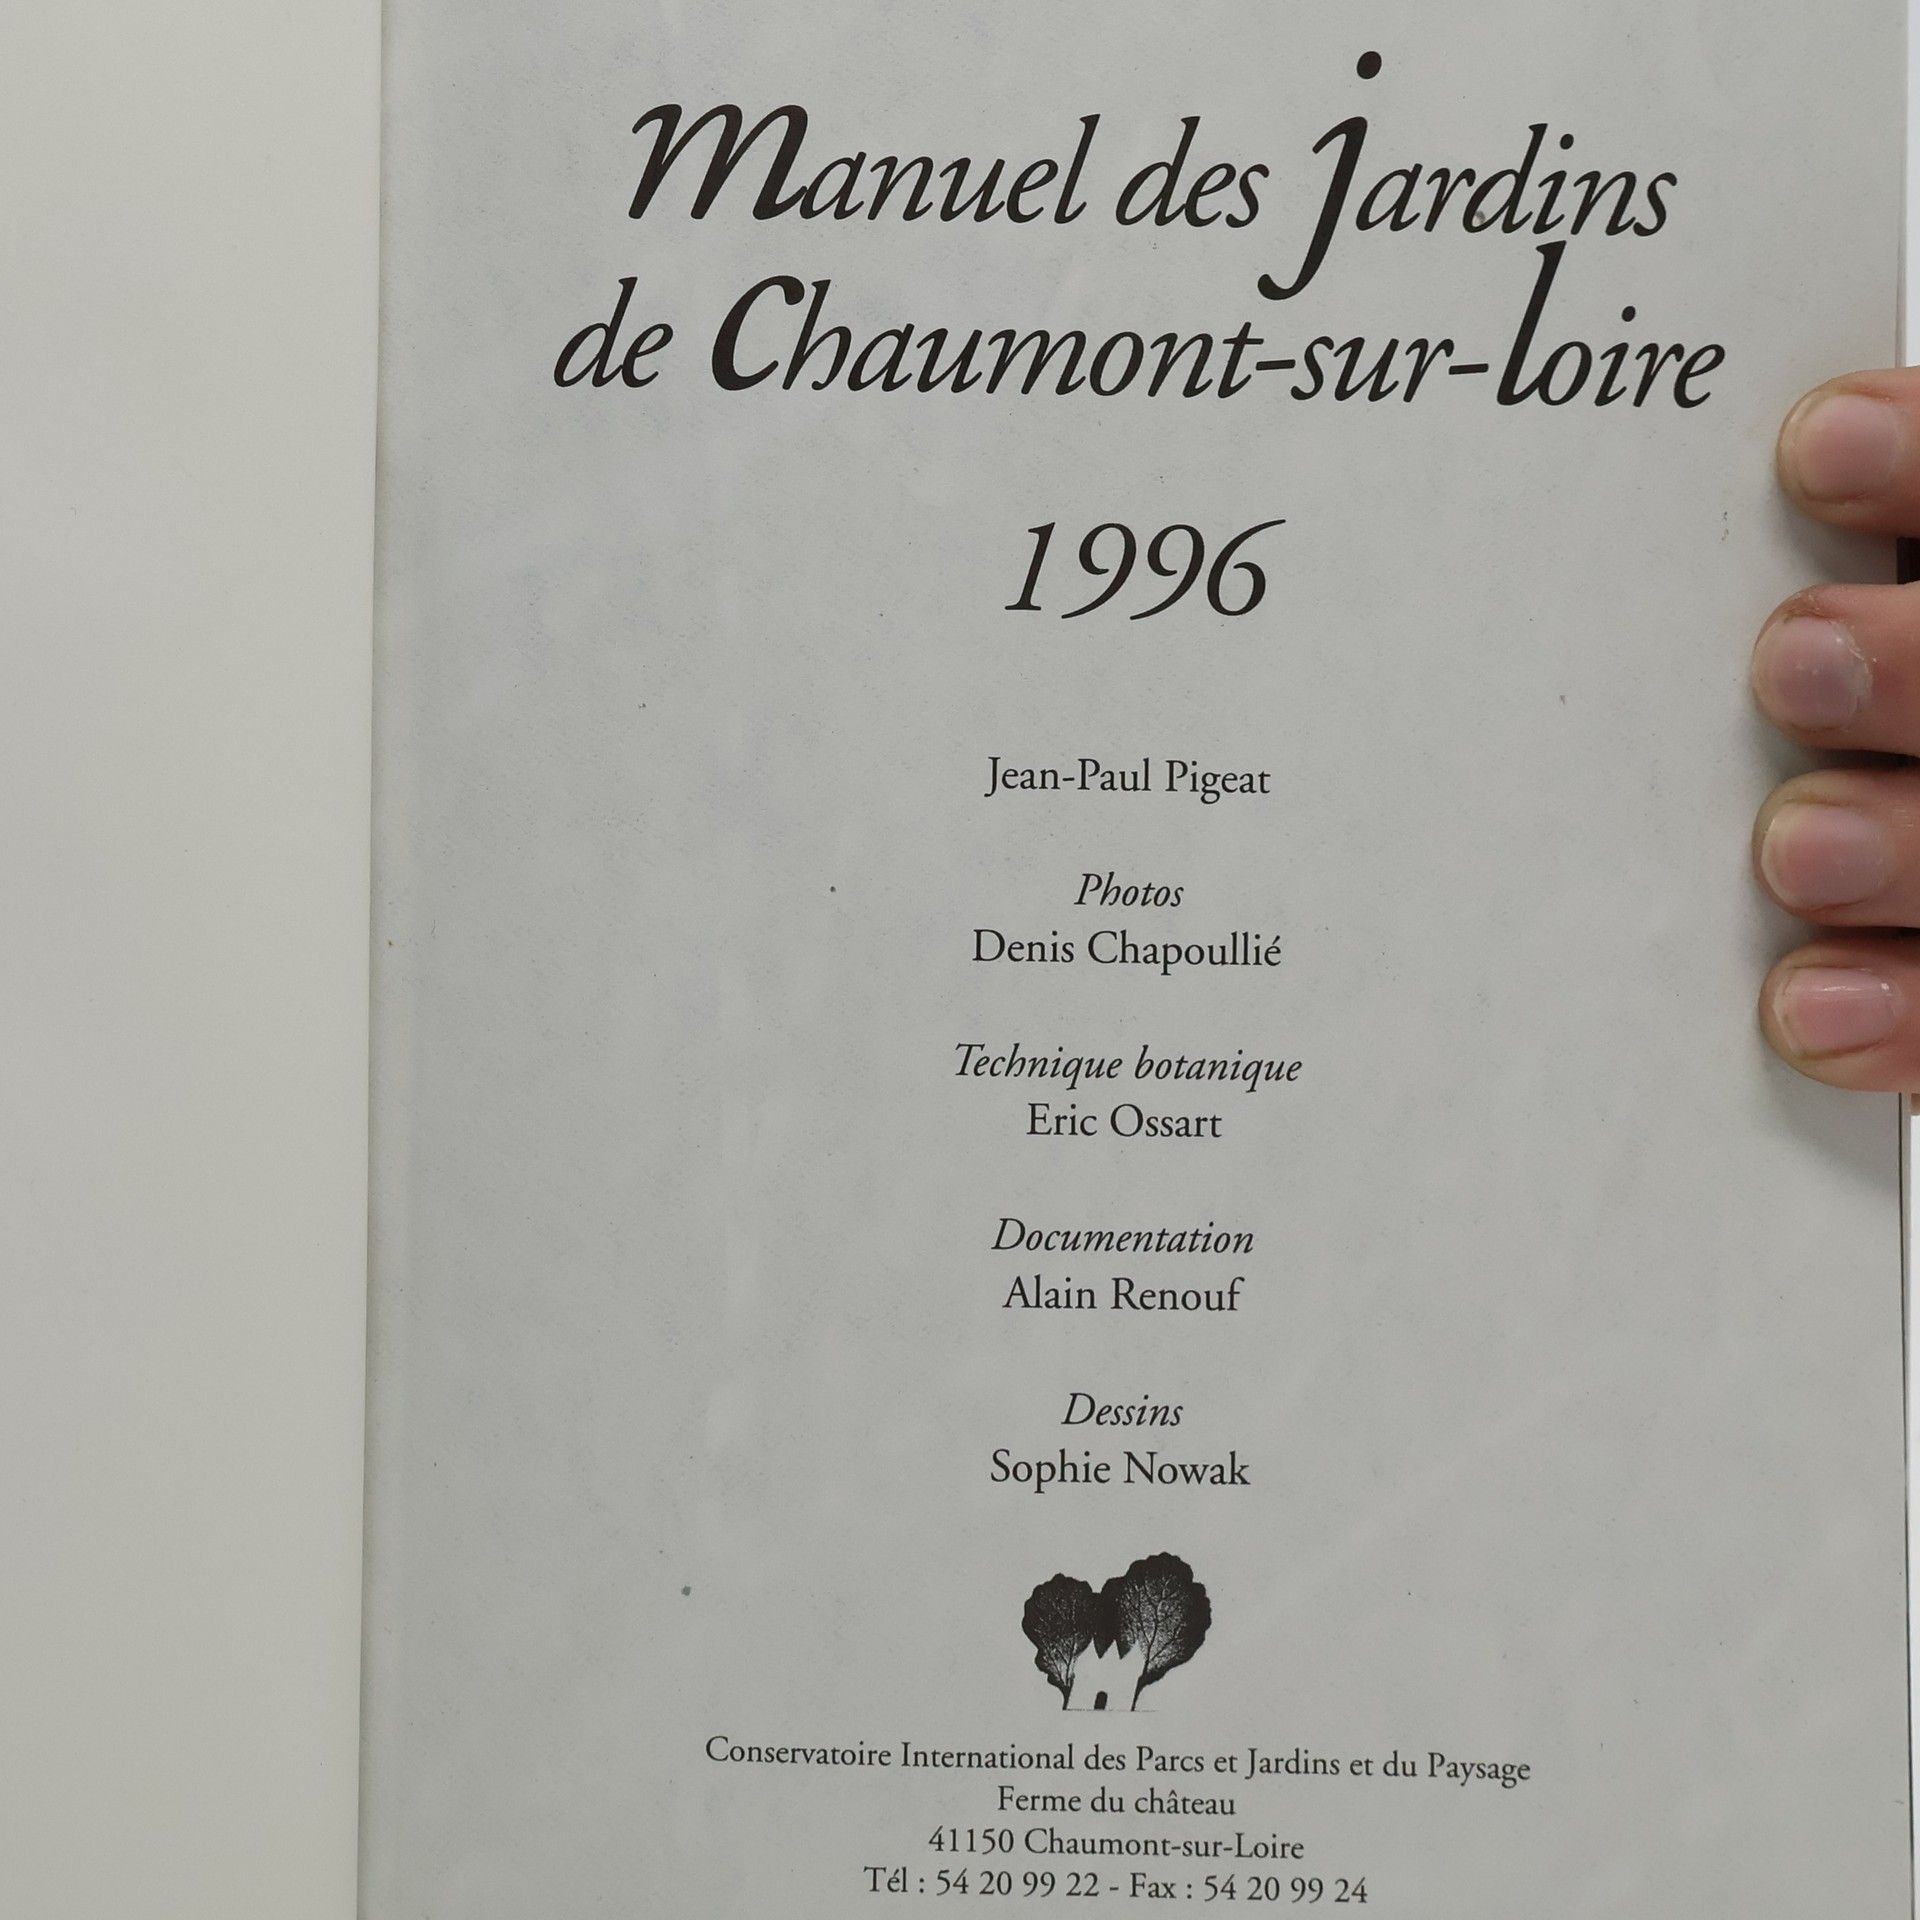 Manuel des Jardins
de Chaumont-sur-Loire
1996
Jean-Paul Pigeat
Photos
Denis Chapoullié
Technique botanique
Eric Ossart
Documentation
Alain Renouf
Dessins
Sophie Nowak
Conservatoire International des Parcs et Jardins et du Paysage
Ferme du château
41150 Chaumont-sur-Loire
Tél : 54 20 99 22 - Fax : 54 20 99 24